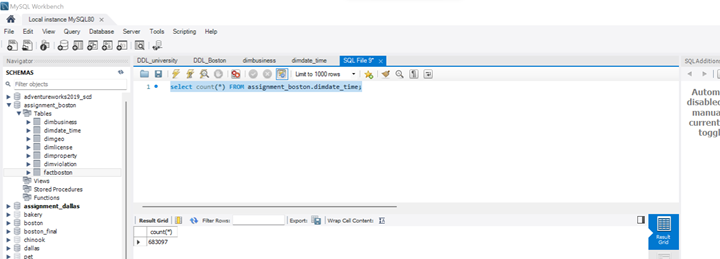 MySQL Workbench
Local instance MySQL80
File Edit View Query Database Server Tools Scripting Help
Navigator
SCHEMAS
Filter objects
adventureworks2019_scd
assignment_boston
Tables
dimbusiness
dimdate_time
dimgeo
dimlicense
dimproperty
dimviolation
factboston
Views
Stored Procedures
Functions
assignment_dallas
bakery
boston
boston_final
chinook
dallas
pet
DDL_university DDL_Boston dimbusiness dimdate_time SQL File 9*
Limit to 1000 rows
1 select count(*) FROM assignment_boston.dimdate_time;
Result Grid Filter Rows: Export: Wrap Cell Content:
count(*)
683097
Result
Grid
SQLAddition
Autom
disabled
manua
current
toggl